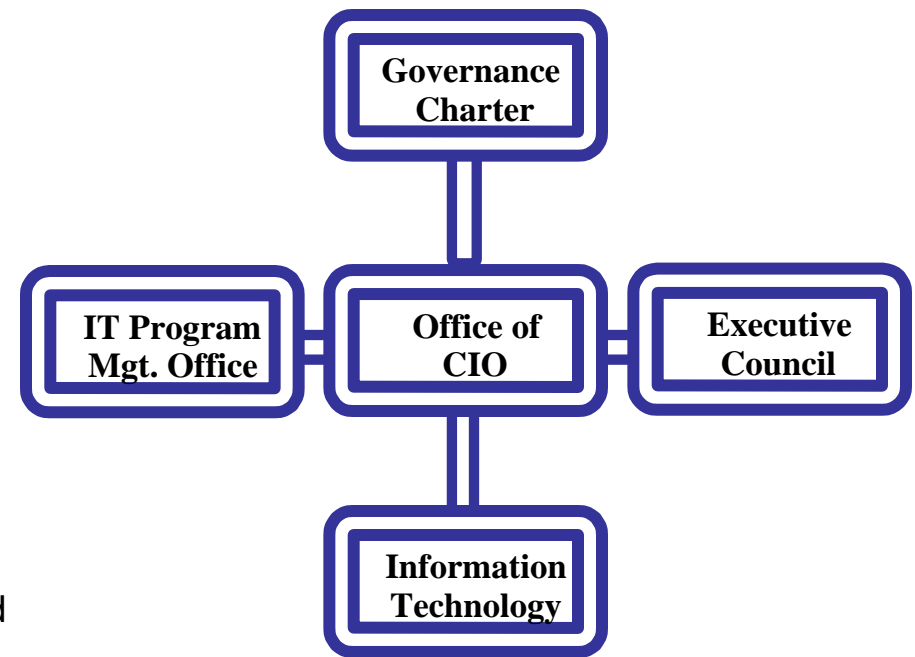 Governance
Charter
IT Program
Mgt. Office
Office of
CIO
Executive
Council
Information
Technology